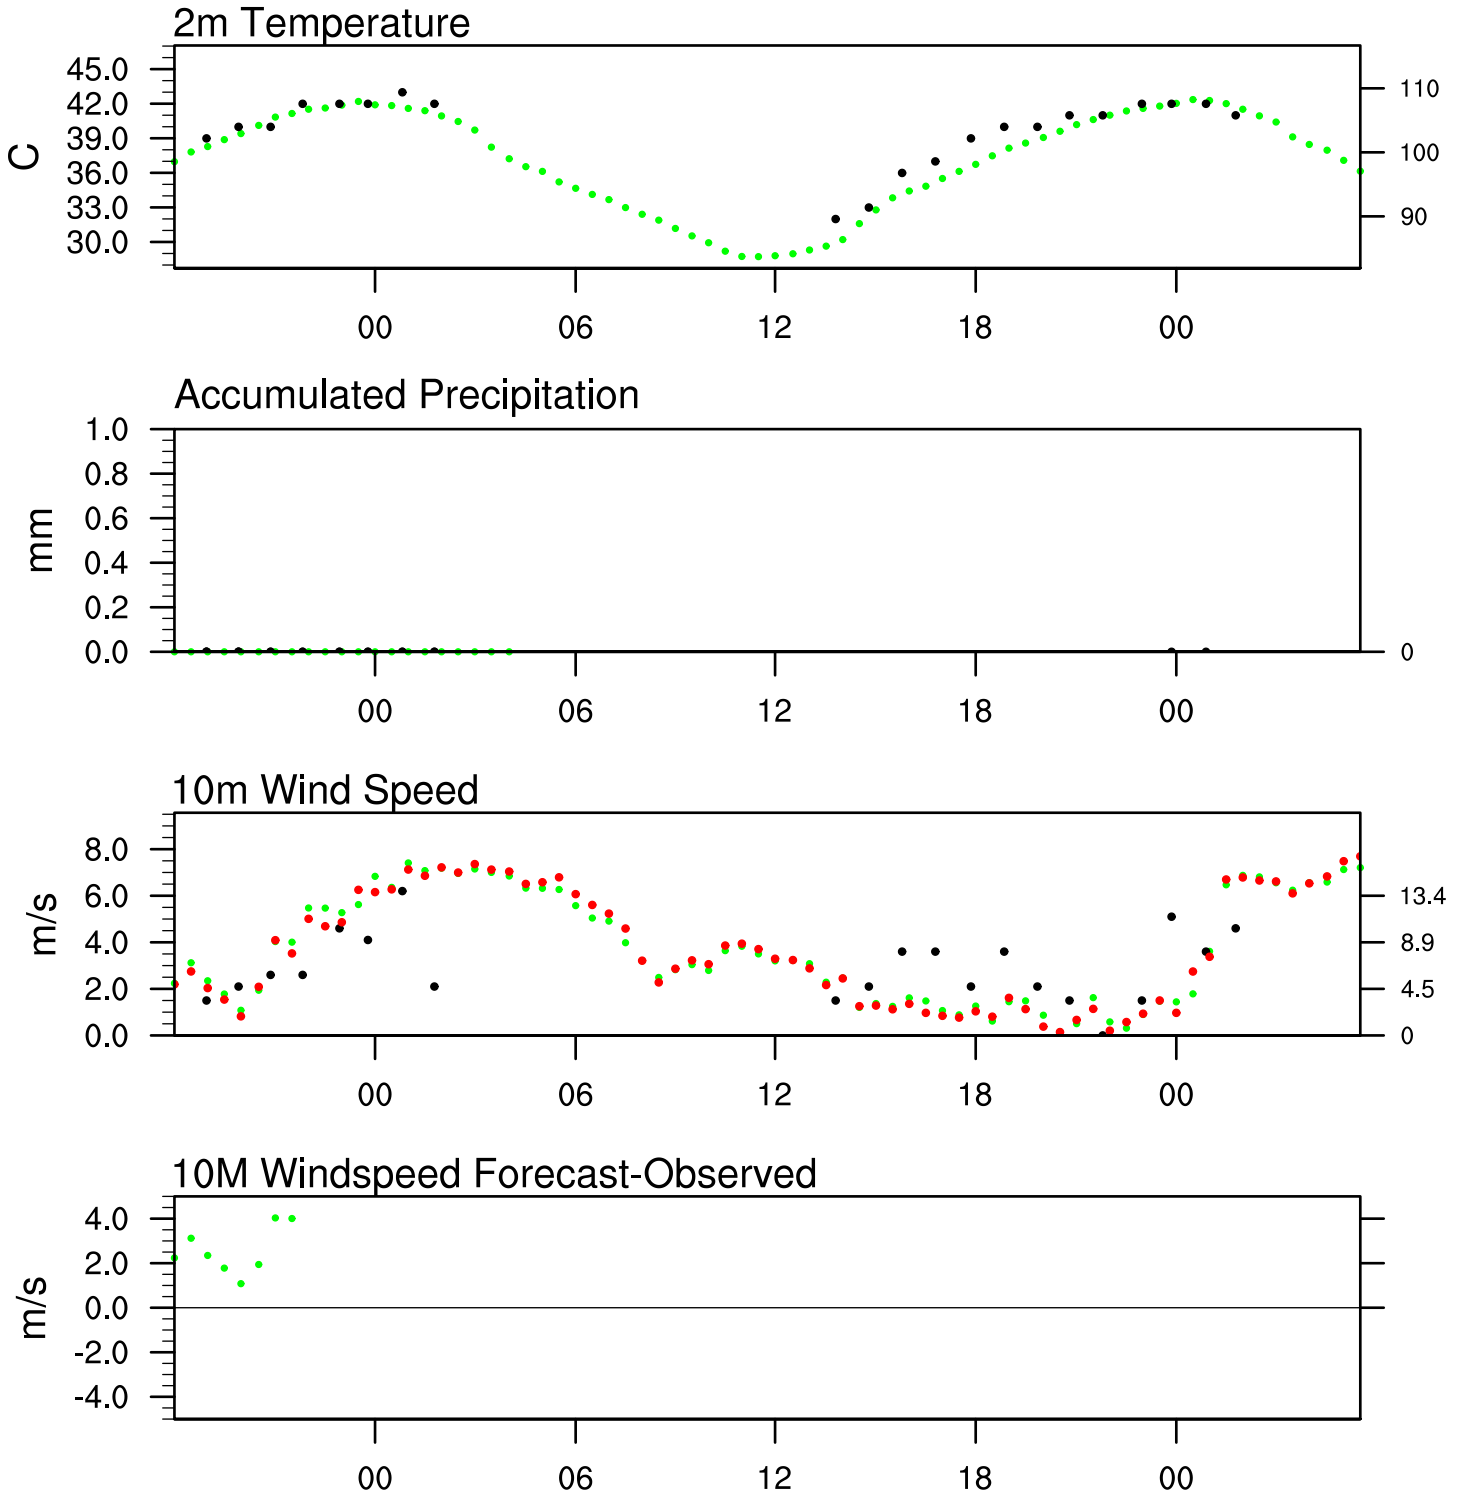 2m Temperature
45.0
42.0
39.0
36.0
33.0
30.0
C
110
100
90
00 06 12 18 00
Accumulated Precipitation
1.0
0.8
0.6
0.4
0.2
0.0
mm
0
00 06 12 18 00
10m Wind Speed
8.0
6.0
4.0
2.0
0.0
m/s
13.4
8.9
4.5
0
00 06 12 18 00
10M Windspeed Forecast-Observed
4.0
2.0
0.0
-2.0
-4.0
m/s
00 06 12 18 00